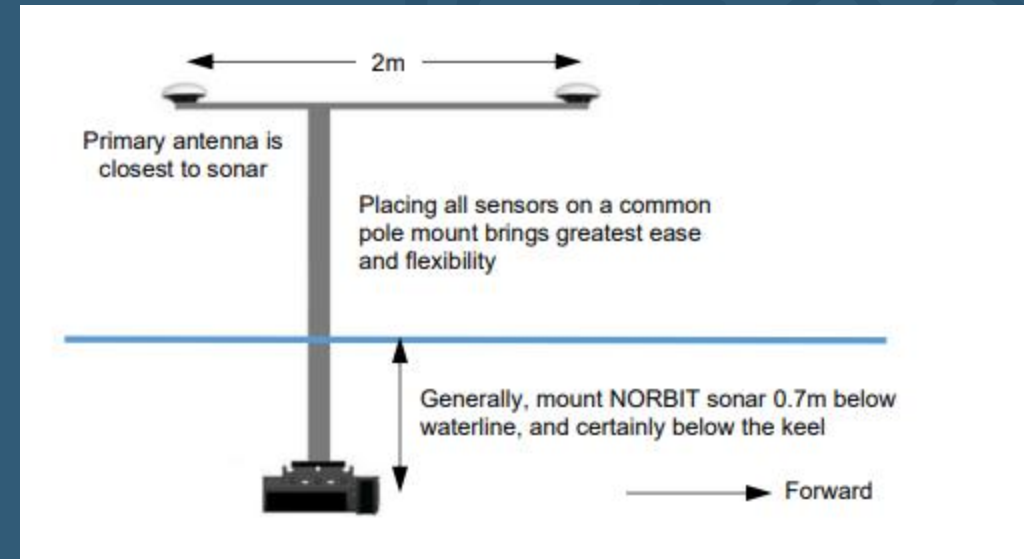 2m
Primary antenna is
closest to sonar
Placing all sensors on a common
pole mount brings greatest ease
and flexibility
Generally, mount NORBIT sonar 0.7m below
waterline, and certainly below the keel
Forward